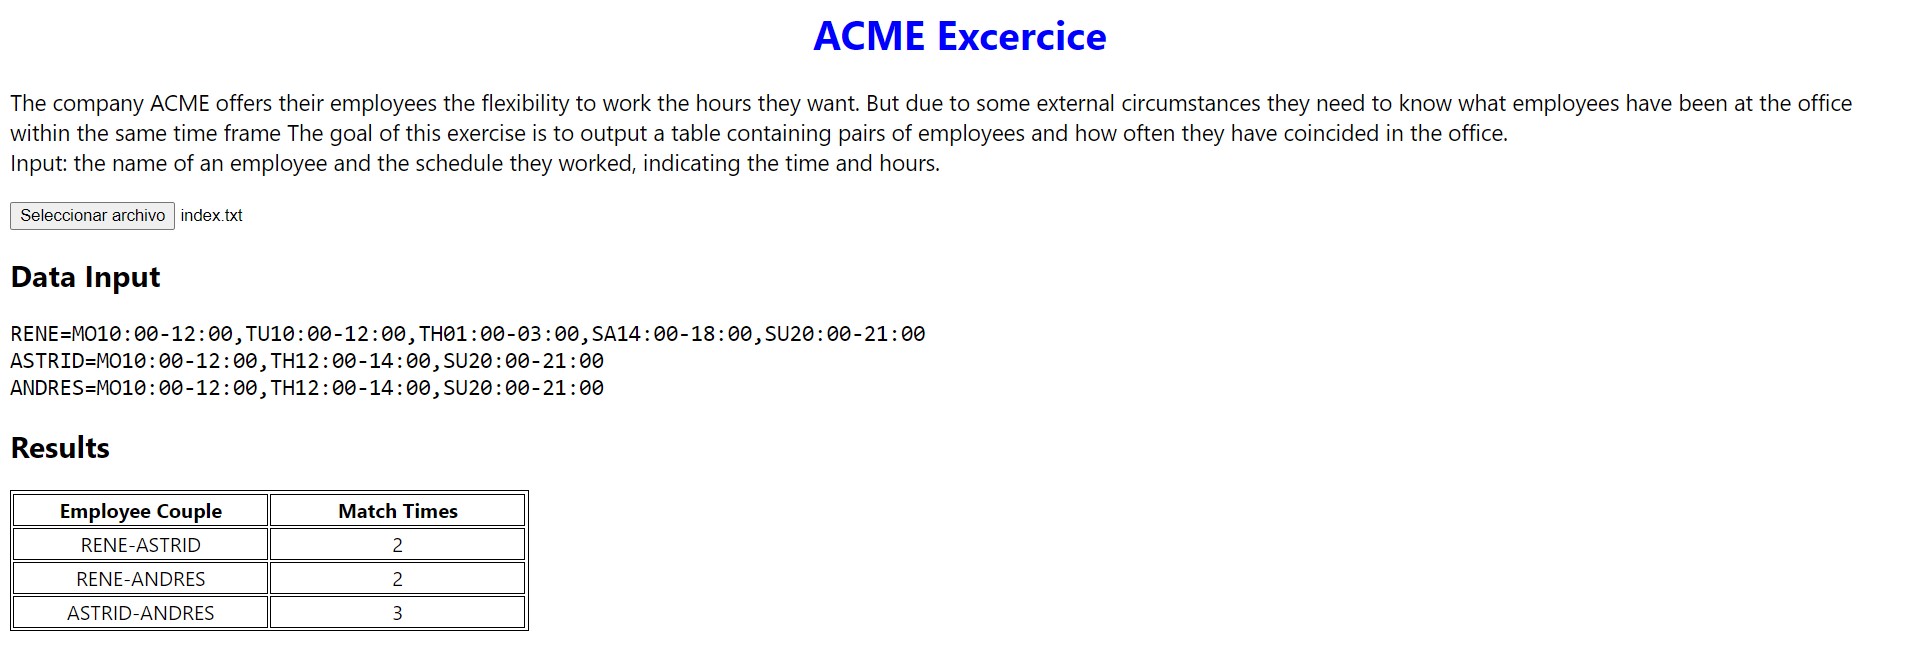 ACME Excercice
The company ACME offers their employees the flexibility to work the hours they want. But due to some external circumstances they need to know what employees have been at the office
within the same time frame The goal of this exercise is to output a table containing pairs of employees and how often they have coincided in the office.
Input: the name of an employee and the schedule they worked, indicating the time and hours.
Seleccionar archivo index.txt
Data Input
RENE=MO10:00-12:00,TU10:00-12:00,TH01:00-03:00,SA14:00-18:00,SU20:00-21:00
ASTRID=MO10:00-12:00,TH12:00-14:00,SU20:00-21:00
ANDRES=MO10:00-12:00,TH12:00-14:00,SU20:00-21:00
Results
Employee Couple Match Times
RENE-ASTRID 2
RENE-ANDRES 2
ASTRID-ANDRES 3